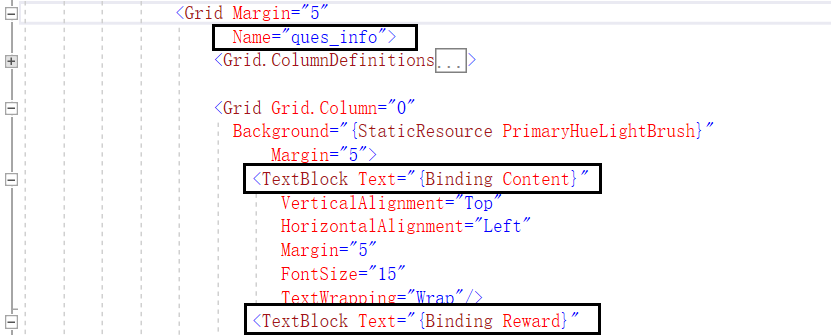 <Grid Margin="5"
Name="ques_info">
<Grid.ColumnDefinitions...>
<Grid Grid.Column="0"
Background="{StaticResource PrimaryHueLightBrush}"
Margin="5">
<TextBlock Text="{Binding Content}"
VerticalAlignment="Top"
HorizontalAlignment="Left"
Margin="5"
FontSize="15"
TextWrapping="Wrap"/>
<TextBlock Text="{Binding Reward}"